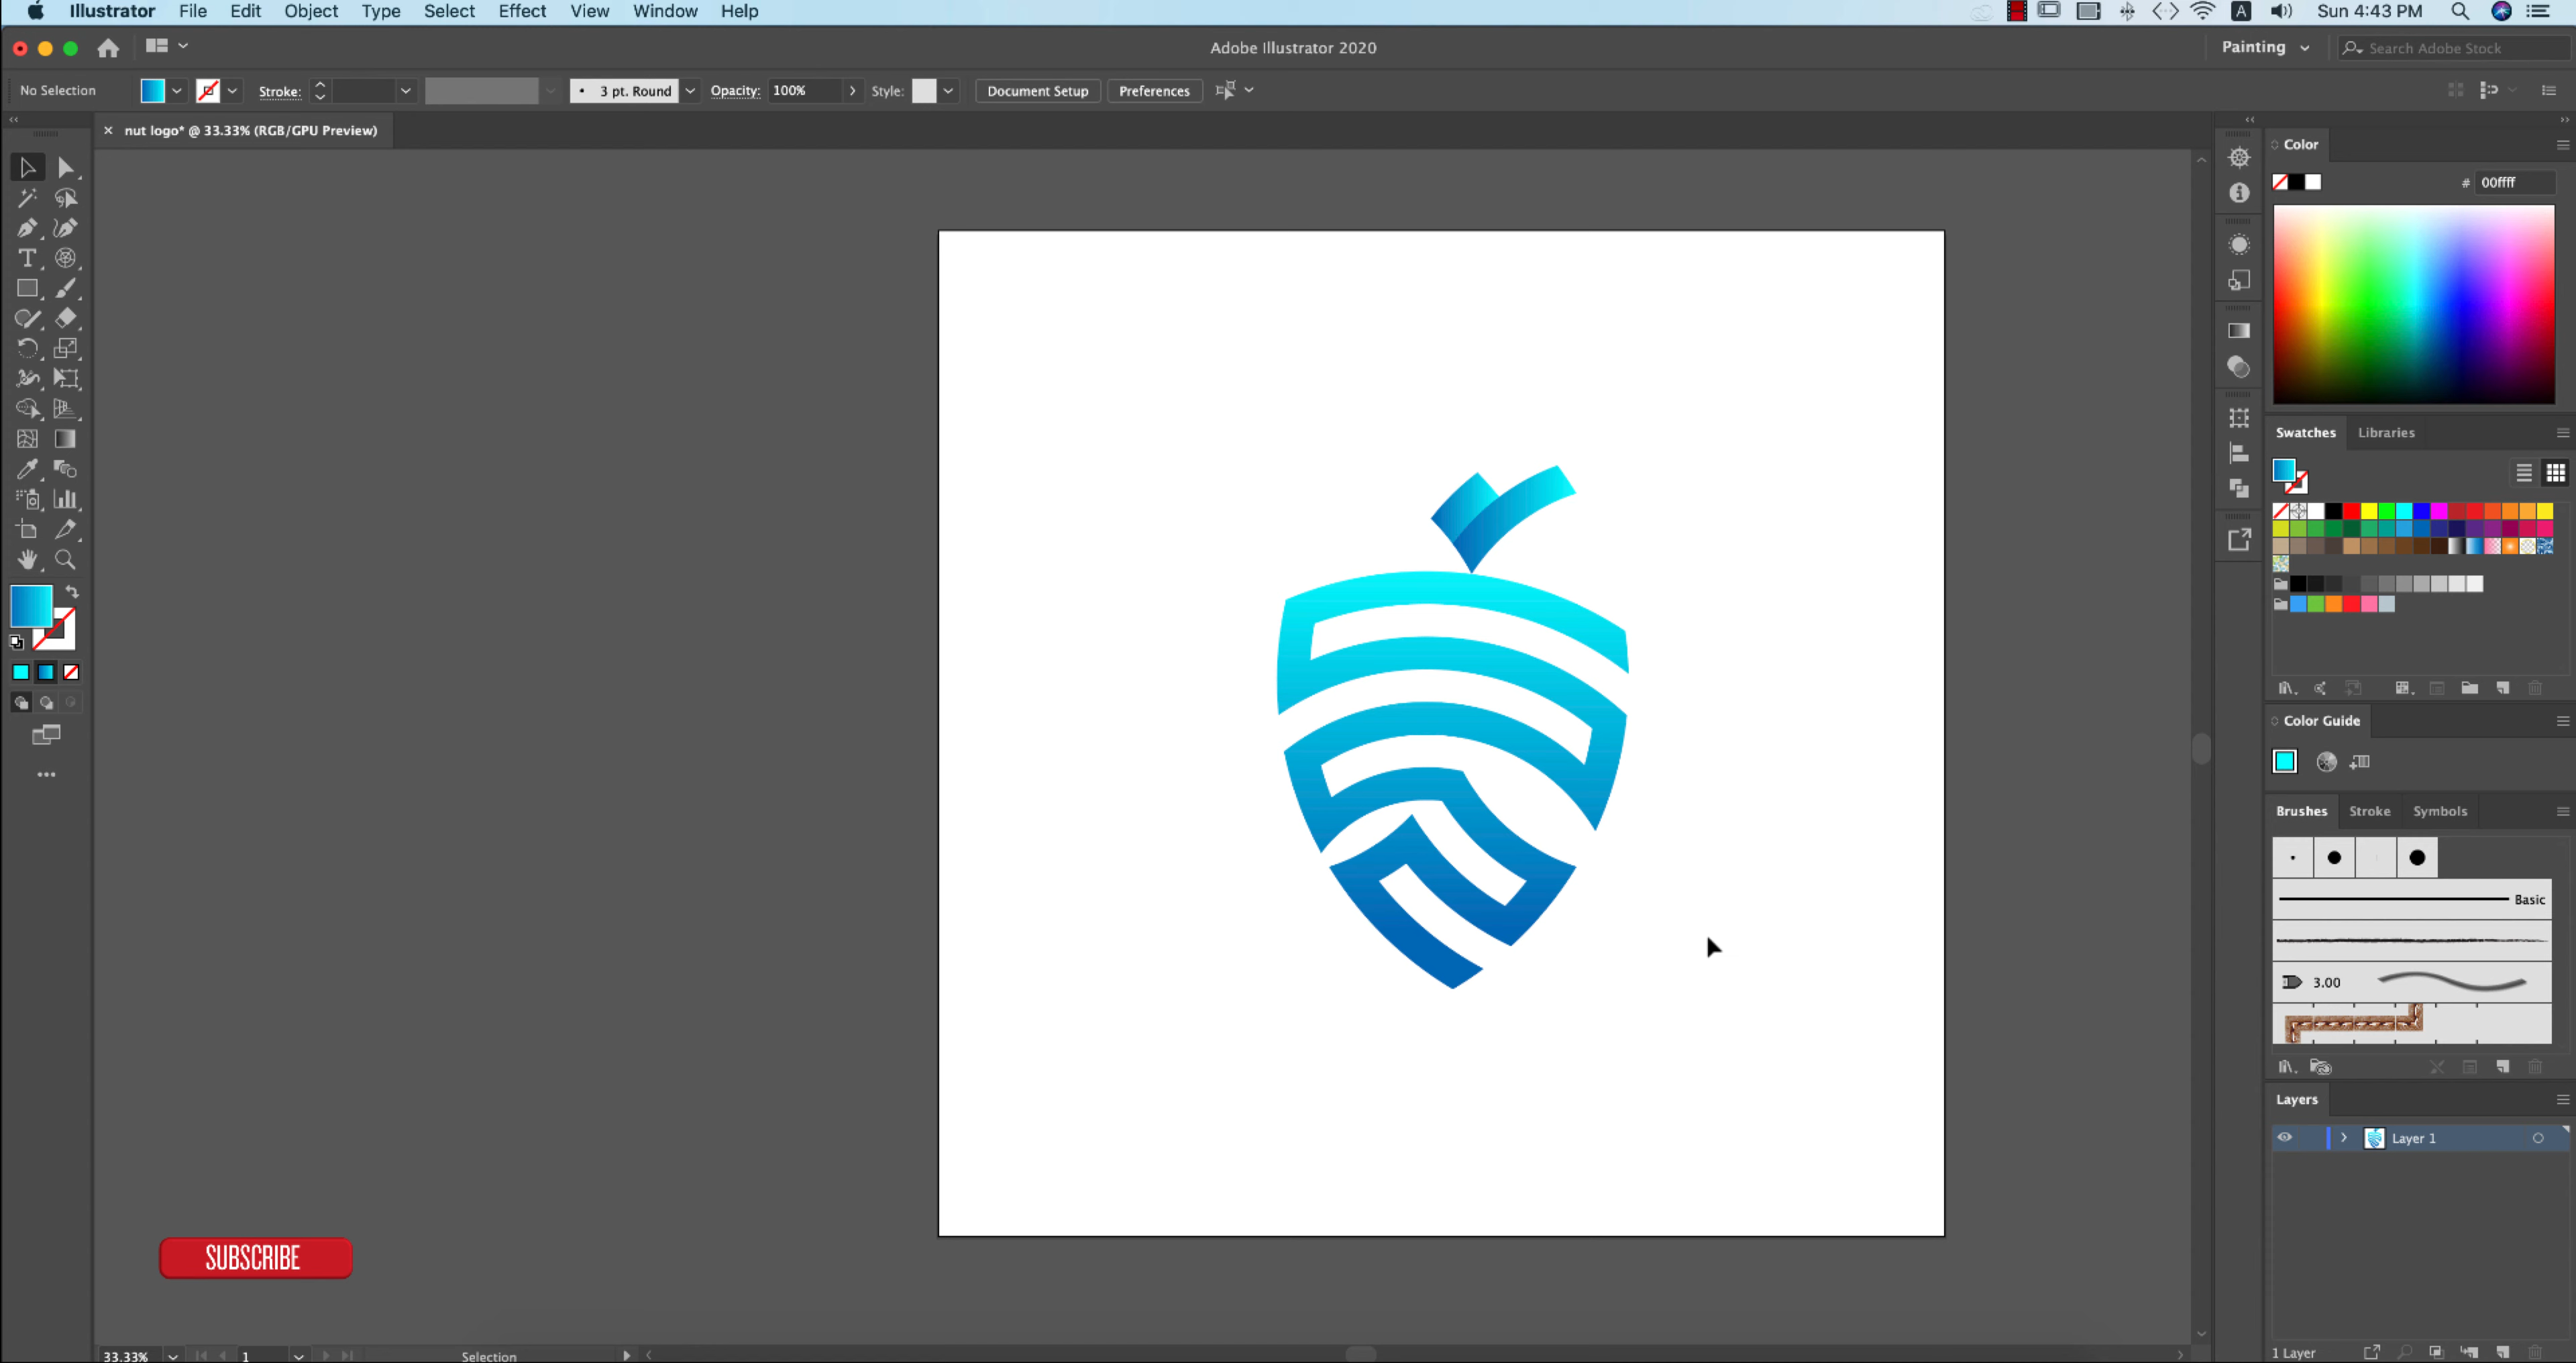 Illustrator File Edit Object Type Select Effect View Window Help
A Sun 4:43 PM
Adobe Illustrator 2020
Painting
Search Adobe Stock
No Selection
Stroke:
3 pt. Round
Opacity: 100%
Style:
Document Setup
Preferences
× nut logo* @ 33.33% (RGB/GPU Preview)
Color
# 00ffff
Swatches Libraries
Color Guide
Brushes Stroke Symbols
Basic
3.00
Layers
Layer 1
SUBSCRIBE
33.33%
1
Selection
1 Layer